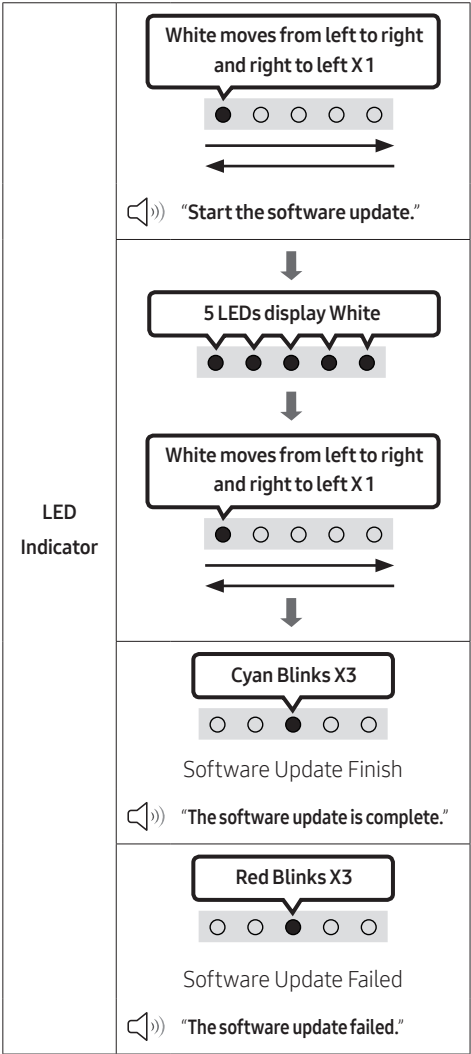 White moves from left to right
and right to left X 1
“Start the software update.”
5 LEDs display White
White moves from left to right
and right to left X 1
LED
Indicator
Cyan Blinks X3
Software Update Finish
“The software update is complete.”
Red Blinks X3
Software Update Failed
“The software update failed.”